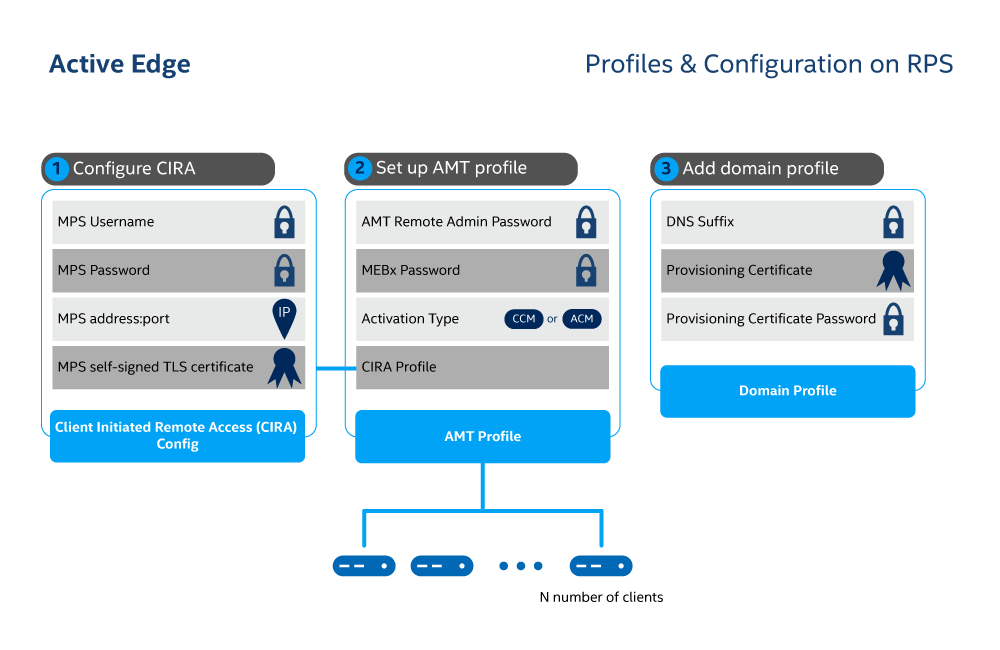 Active Edge
Profiles & Configuration on RPS
1 Configure CIRA
MPS Username
MPS Password
MPS address:port
IP
MPS self-signed TLS certificate
Client Initiated Remote Access (CIRA)
Config
2 Set up AMT profile
AMT Remote Admin Password
MEBx Password
Activation Type CCM or ACM
CIRA Profile
AMT Profile
3 Add domain profile
DNS Suffix
Provisioning Certificate
Provisioning Certificate Password
Domain Profile
N number of clients